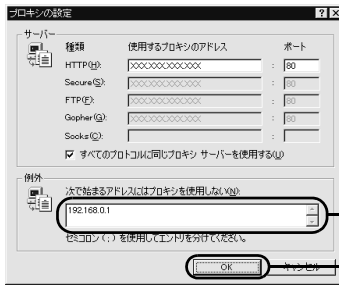 プロキシの設定
サーバー
種類 使用するプロキシのアドレス ポート
HTTP(H): XXXXXXXXXXXXX : 80
Secure(S): XXXXXXXXXXXXX : 80
FTP(F): XXXXXXXXXXXXX : 80
Gopher(G): XXXXXXXXXXXXX : 80
Socks(C): :
すべてのプロトコルに同じプロキシ サーバーを使用する(U)
例外
次で始まるアドレスにはプロキシを使用しない(N):
192.168.0.1
セミコロン ( ; ) を使用してエントリを分けてください。
OK キャンセル